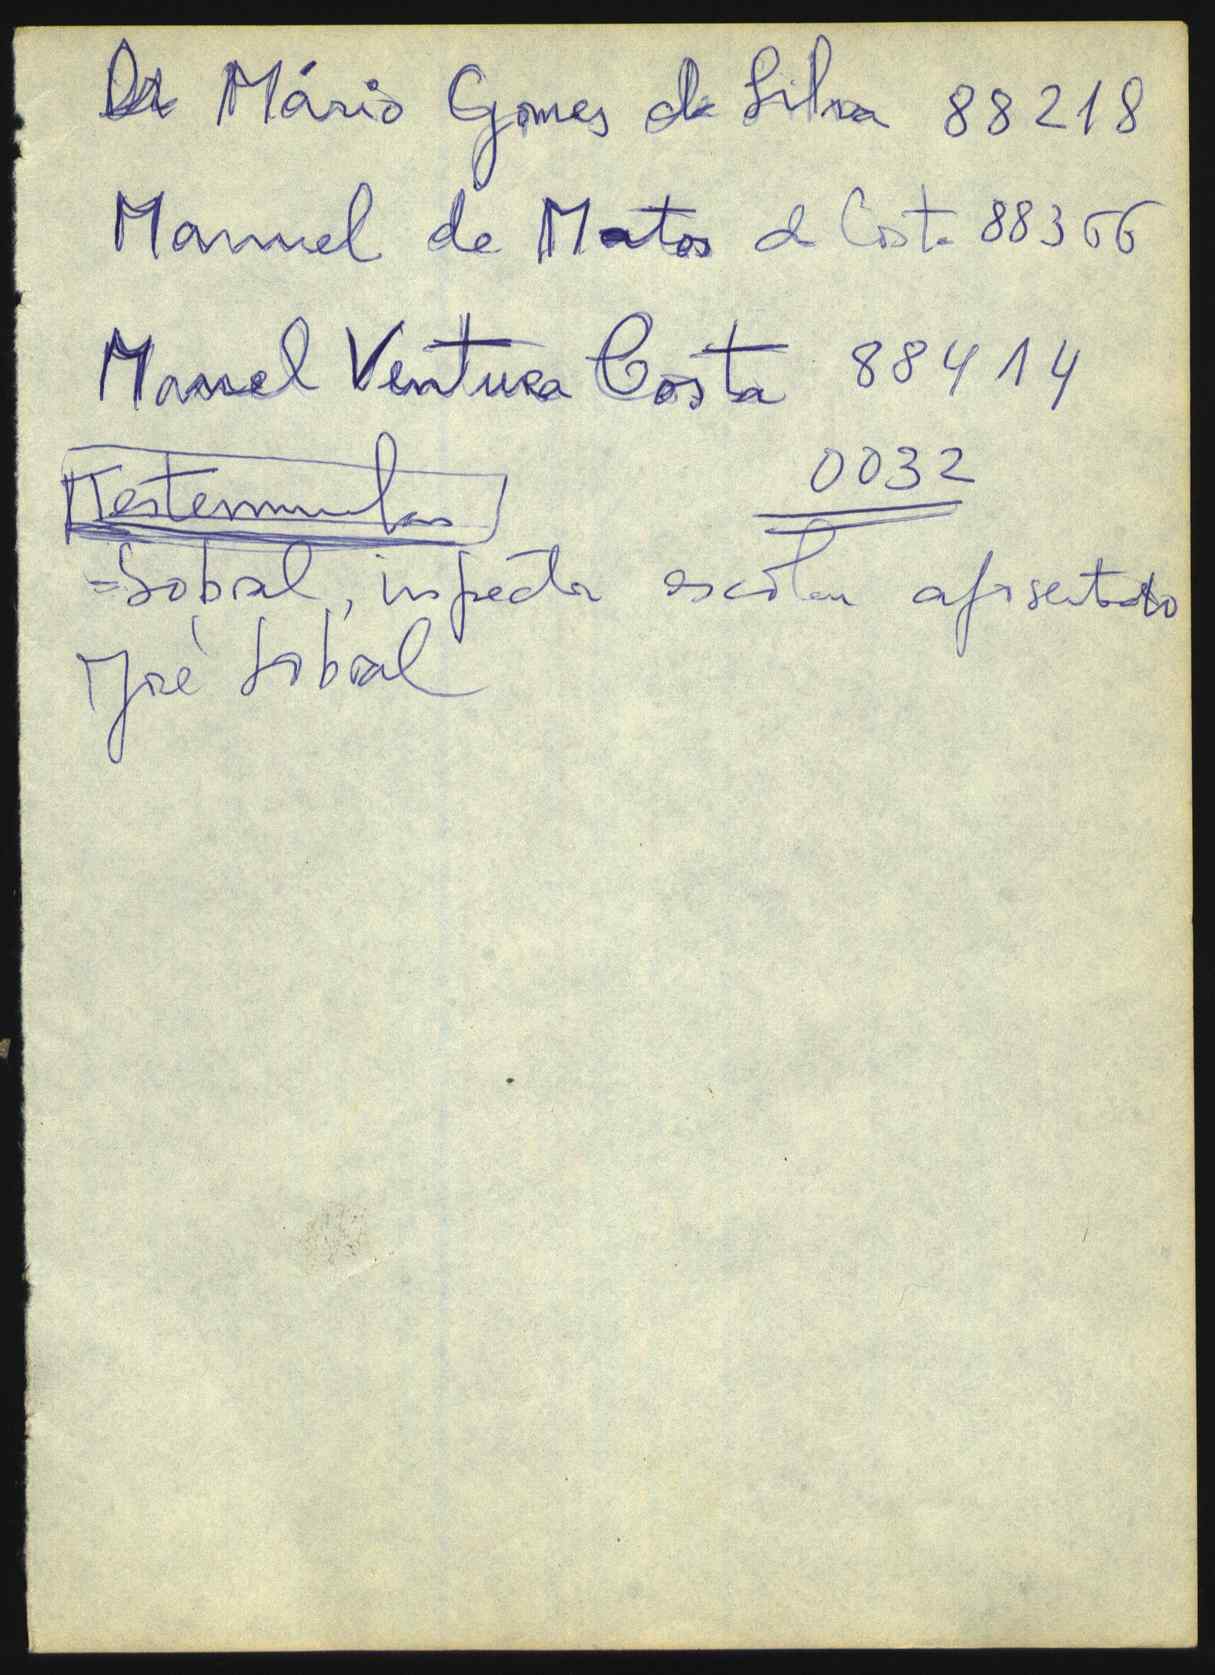 Dr Mário Gomes da Silva 88218
Manuel de Matos d Costa 88366
Manuel Ventura Costa 88414
0032
Testemunhas
=Sobral, inspector escolar aposentado
José Sobral